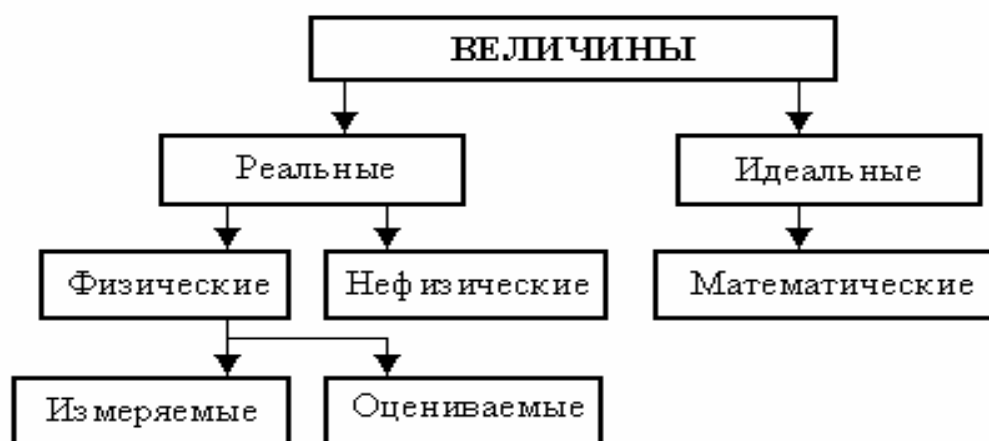 ВЕЛИЧИНЫ
Реальные
Идеальные
Физические
Нефизические
Математические
Измеряемые
Оцениваемые